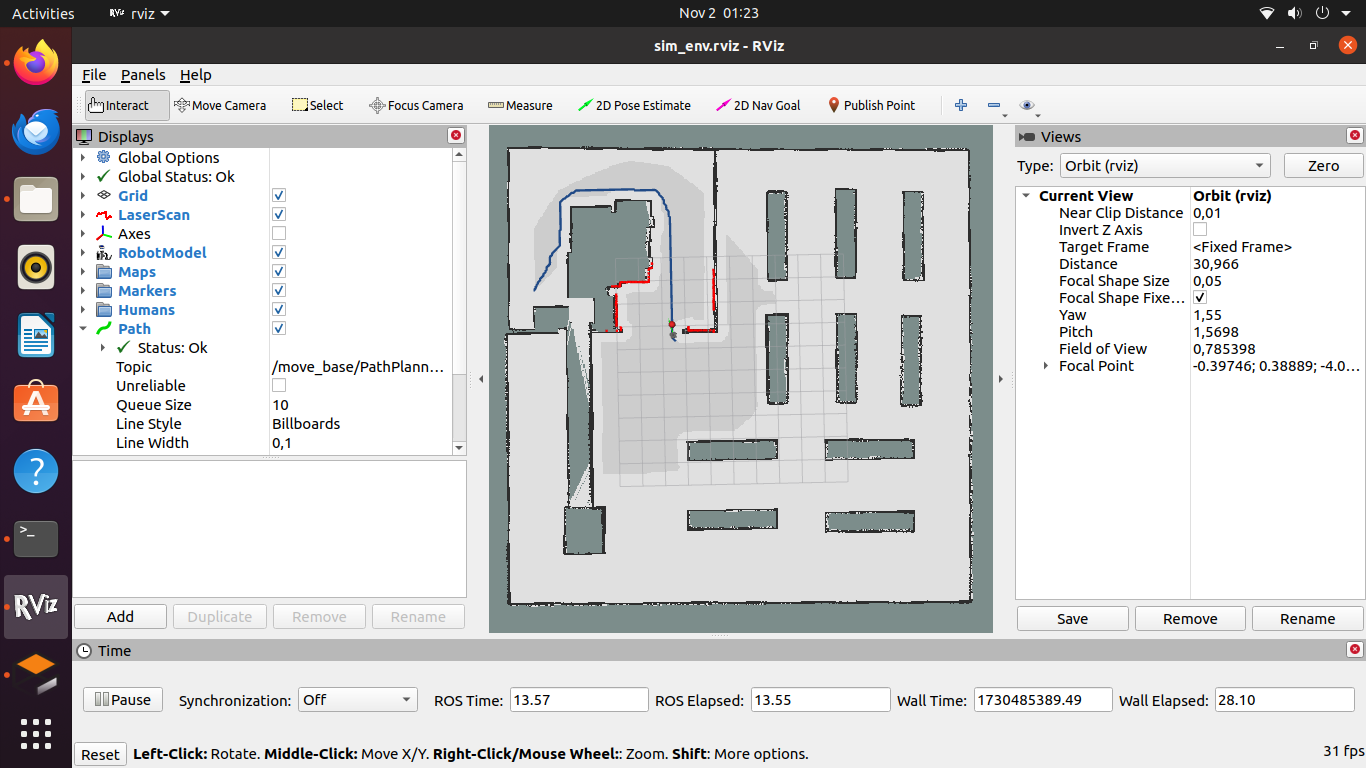 Activities RViz rviz Nov 2 01:23
sim_env.rviz - RViz
File Panels Help
Interact Move Camera Select Focus Camera Measure 2D Pose Estimate 2D Nav Goal Publish Point
Displays
Global Options
Global Status: Ok
Grid
LaserScan
Axes
RobotModel
Maps
Markers
Humans
Path
Status: Ok
Topic /move_base/PathPlann...
Unreliable
Queue Size 10
Line Style Billboards
Line Width 0,1
Add Duplicate Remove Rename
Views
Type: Orbit (rviz) Zero
Current View Orbit (rviz)
Near Clip Distance 0,01
Invert Z Axis
Target Frame <Fixed Frame>
Distance 30,966
Focal Shape Size 0,05
Focal Shape Fixe...
Yaw 1,55
Pitch 1,5698
Field of View 0,785398
Focal Point -0.39746; 0.38889; -4.0...
Save Remove Rename
RViz
Time
Pause Synchronization: Off ROS Time: 13.57 ROS Elapsed: 13.55 Wall Time: 1730485389.49 Wall Elapsed: 28.10
Reset Left-Click: Rotate. Middle-Click: Move X/Y. Right-Click/Mouse Wheel:: Zoom. Shift: More options. 31 fps